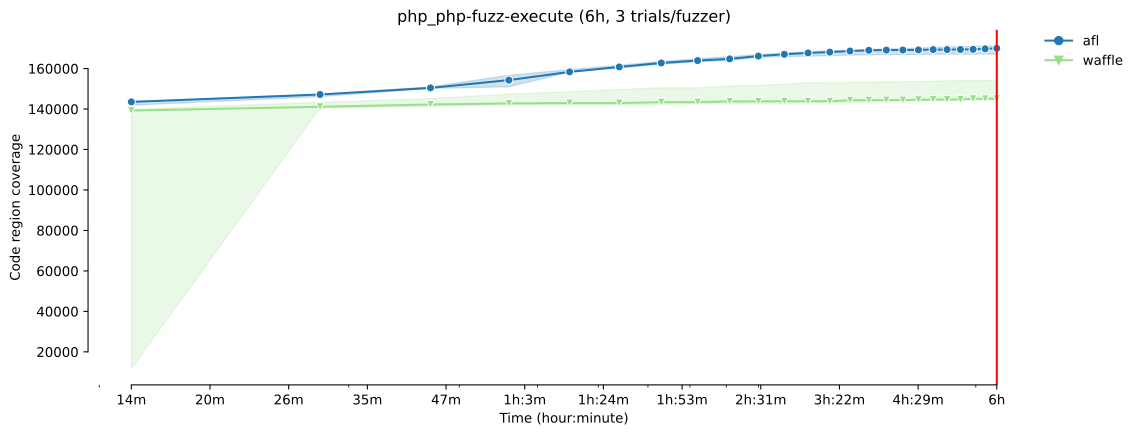 php_php-fuzz-execute (6h, 3 trials/fuzzer)
afl
waffle
Code region coverage
160000
140000
120000
100000
80000
60000
40000
20000
14m 20m 26m 35m 47m 1h:3m 1h:24m 1h:53m 2h:31m 3h:22m 4h:29m 6h
Time (hour:minute)